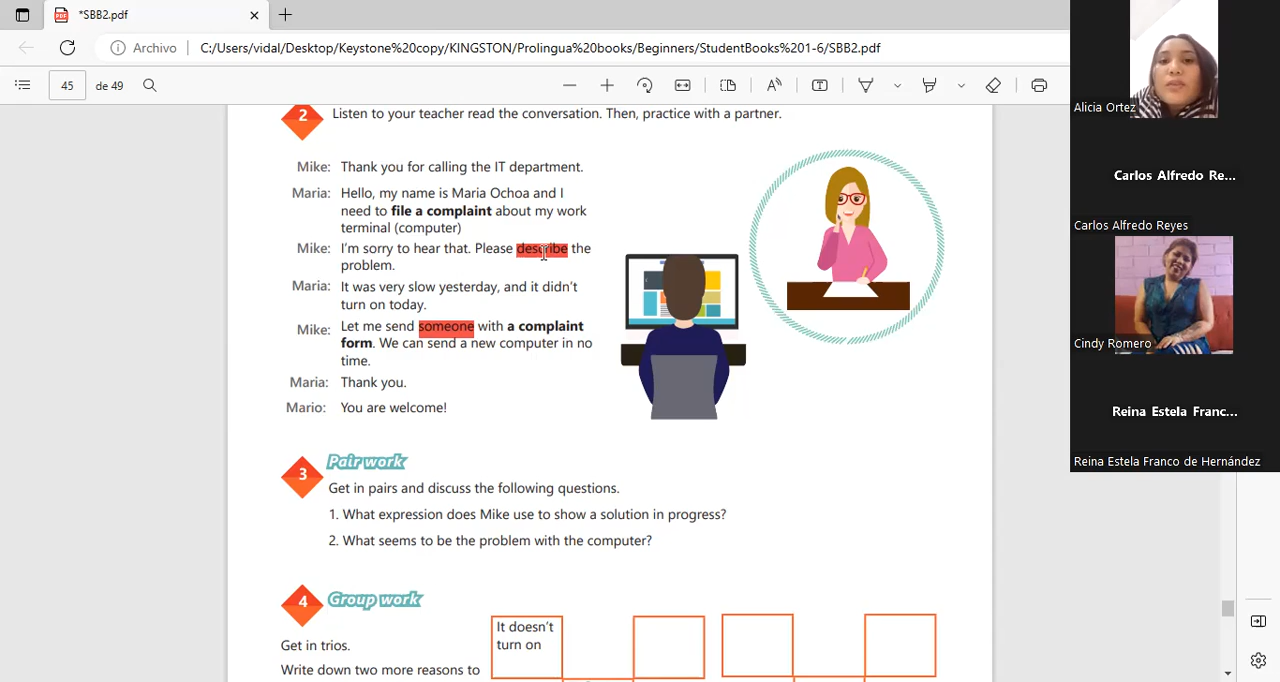 *SBB2.pdf
Archivo
C:/Users/vidal/Desktop/Keystone%20copy/KINGSTON/Prolingua%20books/Beginners/StudentBooks%201-6/SBB2.pdf
45 de 49
2 Listen to your teacher read the conversation. Then, practice with a partner.
Mike: Thank you for calling the IT department.
Maria: Hello, my name is Maria Ochoa and I
need to file a complaint about my work
terminal (computer)
Mike: I'm sorry to hear that. Please describe the
problem.
Maria: It was very slow yesterday, and it didn't
turn on today.
Mike: Let me send someone with a complaint
form. We can send a new computer in no
time.
Maria: Thank you.
Mario: You are welcome!
3 Pair work
Get in pairs and discuss the following questions.
1. What expression does Mike use to show a solution in progress?
2. What seems to be the problem with the computer?
4 Group work
Get in trios.
Write down two more reasons to
It doesn't
turn on
Alicia Ortez
Carlos Alfredo Re...
Carlos Alfredo Reyes
Cindy Romero
Reina Estela Franc...
Reina Estela Franco de Hernández